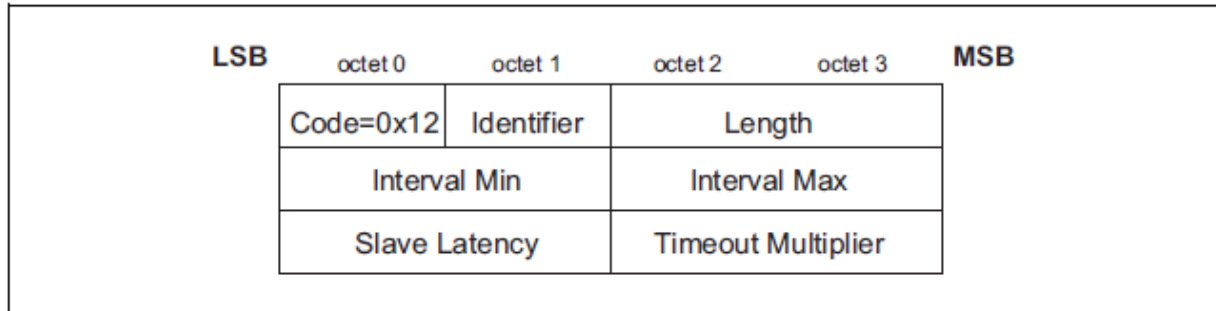 LSB octet 0 octet 1 octet 2 octet 3 MSB
Code=0x12 Identifier Length
Interval Min Interval Max
Slave Latency Timeout Multiplier